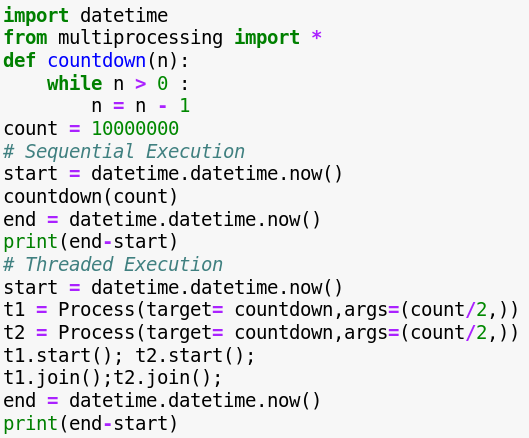 import datetime
from multiprocessing import *
def countdown(n):
    while n > 0 :
        n = n - 1
count = 10000000
# Sequential Execution
start = datetime.datetime.now()
countdown(count)
end = datetime.datetime.now()
print(end-start)
# Threaded Execution
start = datetime.datetime.now()
t1 = Process(target= countdown,args=(count/2,))
t2 = Process(target= countdown,args=(count/2,))
t1.start(); t2.start();
t1.join();t2.join();
end = datetime.datetime.now()
print(end-start)